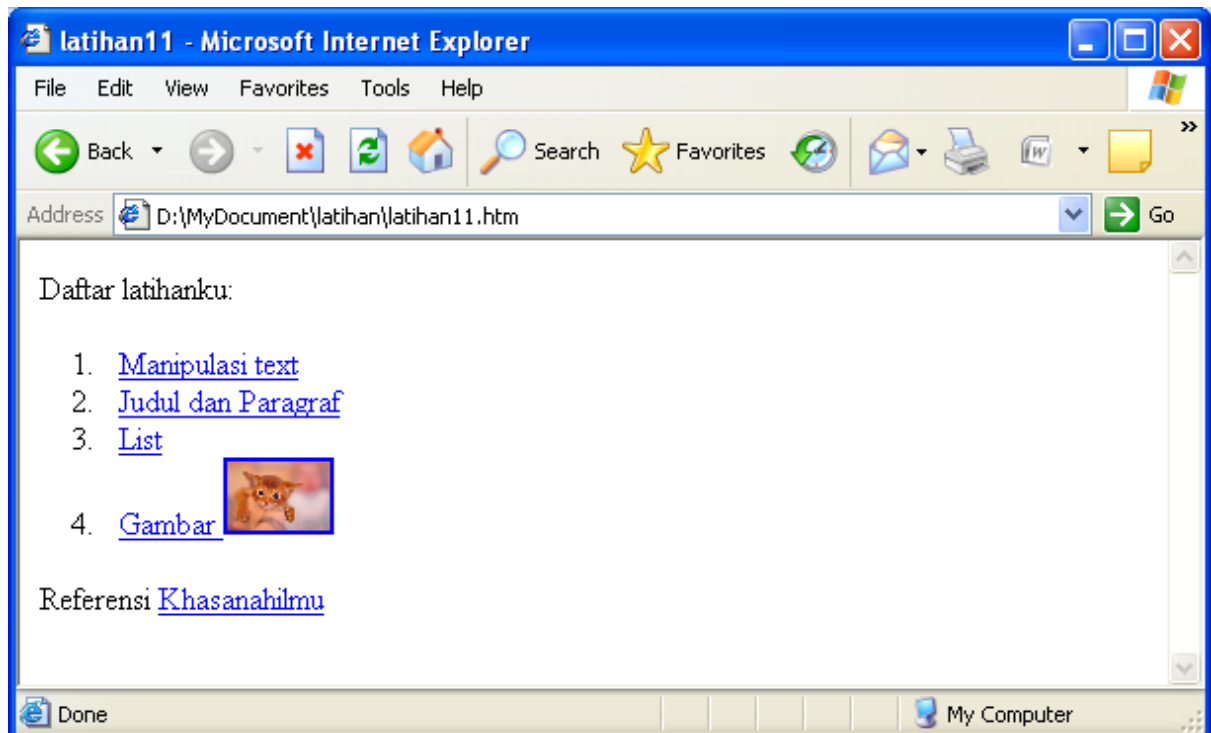 latihan11 - Microsoft Internet Explorer
File Edit View Favorites Tools Help
Back Search Favorites »
Address D:\MyDocument\latihan\latihan11.htm Go
Daftar latihanku:
1. Manipulasi text
2. Judul dan Paragraf
3. List
4. Gambar
Referensi Khasanahilmu
Done My Computer